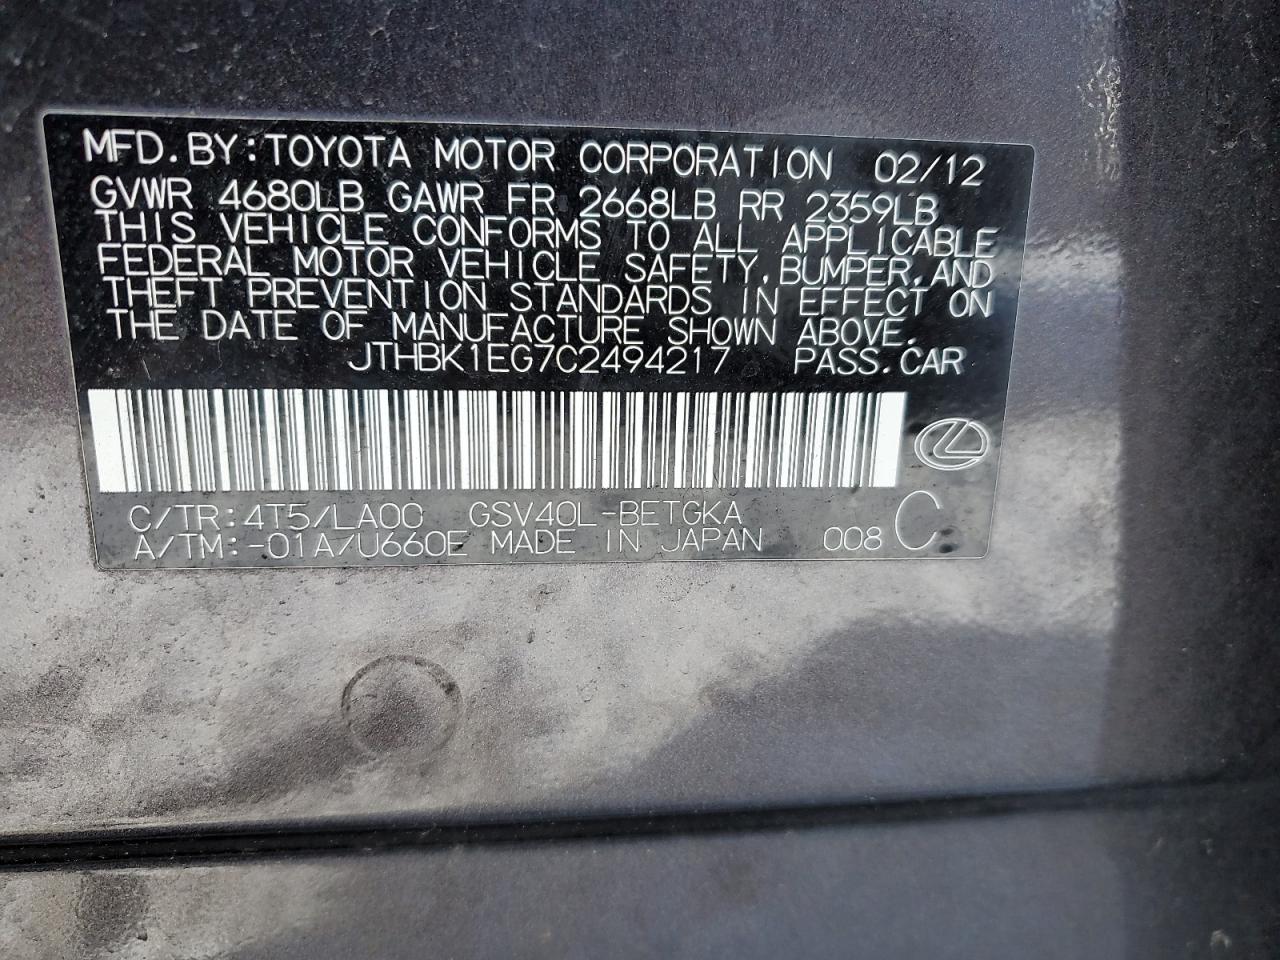 MFD.BY:TOYOTA MOTOR CORPORATION 02/12
GVWR 4680LB GAWR FR 2668LB RR 2359LB
THIS VEHICLE CONFORMS TO ALL APPLICABLE
FEDERAL MOTOR VEHICLE SAFETY,BUMPER,AND
THEFT PREVENTION STANDARDS IN EFFECT ON
THE DATE OF MANUFACTURE SHOWN ABOVE.
JTHBK1EG7C2494217 PASS.CAR
C/TR:4T5/LA00 GSV40L-BETGKA
A/TM:-01A/U660E MADE IN JAPAN 008 C